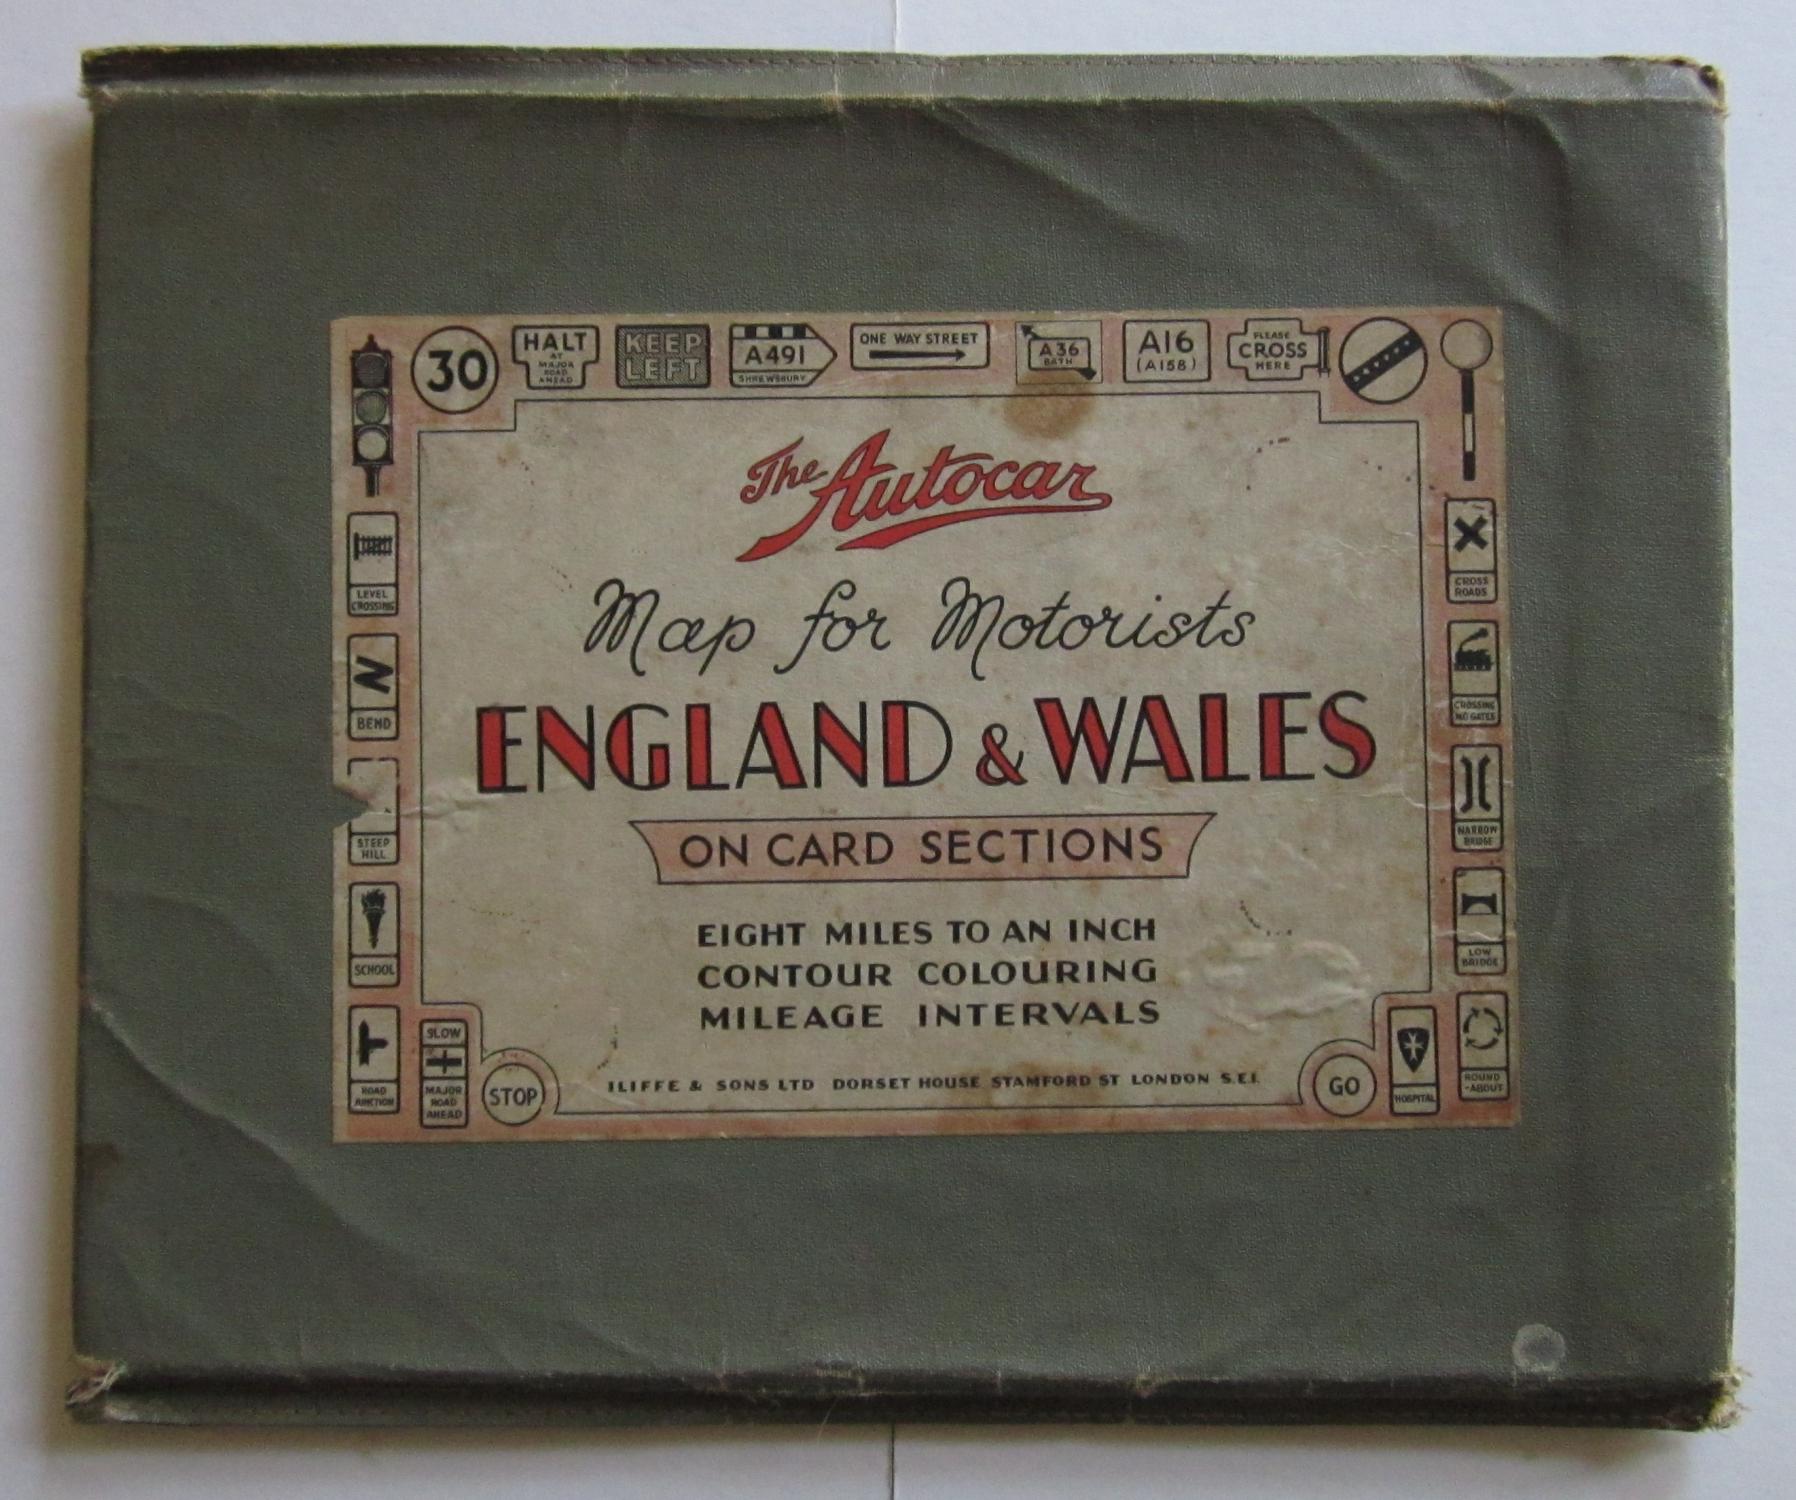 30
HALT
AT
MAJOR
ROAD
AHEAD
KEEP
LEFT
A491
SHREWSBURY
ONE WAY STREET
A36
BATH
A16
(A158)
PLEASE
CROSS
HERE
The Autocar
Map for Motorists
ENGLAND & WALES
ON CARD SECTIONS
EIGHT MILES TO AN INCH
CONTOUR COLOURING
MILEAGE INTERVALS
ILIFFE & SONS LTD DORSET HOUSE STAMFORD ST LONDON S.E.1.
LEVEL
CROSSING
BEND
STEEP
HILL
SCHOOL
ROAD
JUNCTION
SLOW
MAJOR
ROAD
AHEAD
STOP
CROSS
ROADS
CROSSING
NO GATES
NARROW
BRIDGE
LOW
BRIDGE
ROUND
-ABOUT
HOSPITAL
GO